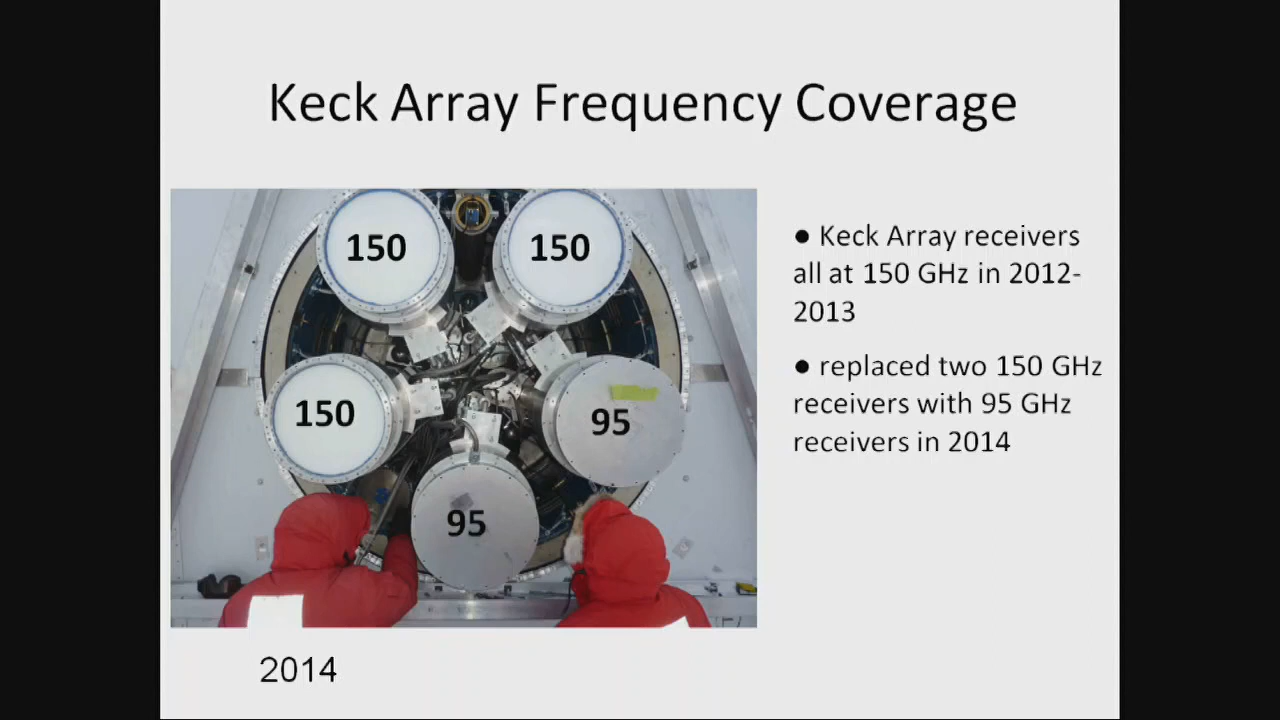 Keck Array Frequency Coverage
150
150
150
95
95
● Keck Array receivers
all at 150 GHz in 2012-
2013
● replaced two 150 GHz
receivers with 95 GHz
receivers in 2014
2014